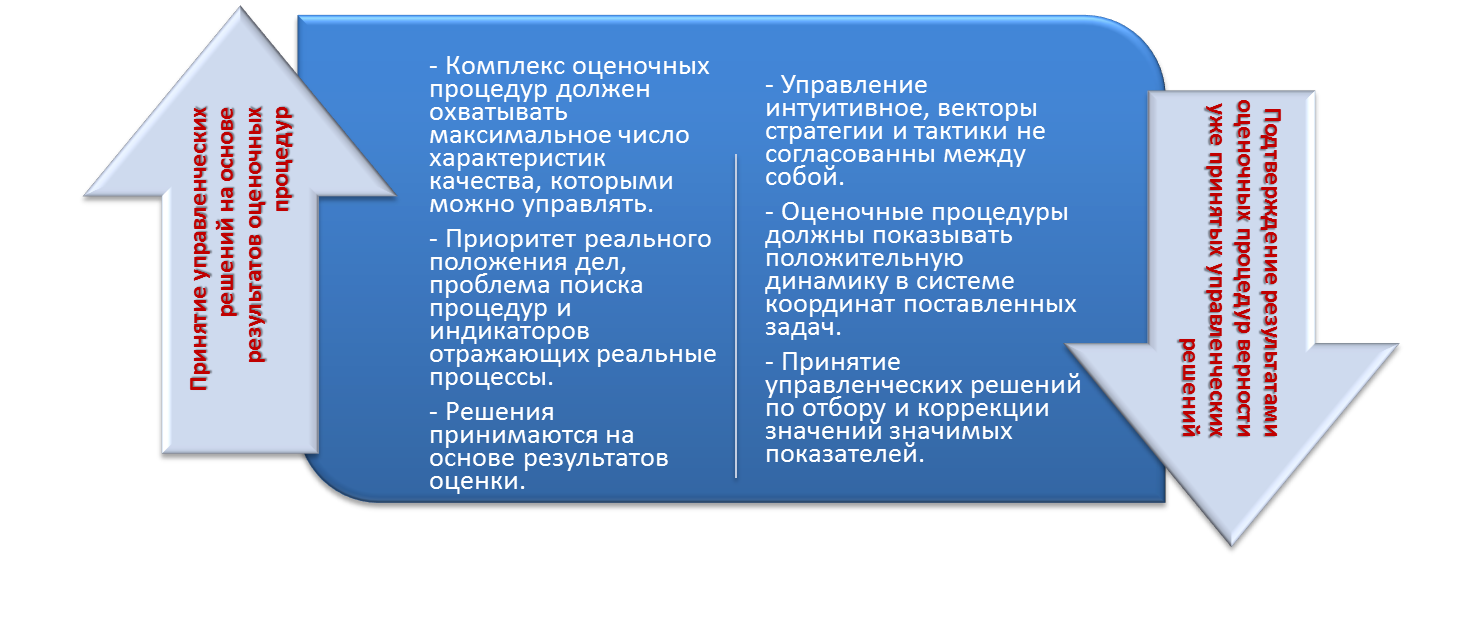 Принятие управленческих
решений на основе
результатов оценочных
процедур
- Комплекс оценочных
процедур должен
охватывать
максимальное число
характеристик
качества, которыми
можно управлять.
- Приоритет реального
положения дел,
проблема поиска
процедур и
индикаторов
отражающих реальные
процессы.
- Решения
принимаются на
основе результатов
оценки.
- Управление
интуитивное, векторы
стратегии и тактики не
согласованны между
собой.
- Оценочные процедуры
должны показывать
положительную
динамику в системе
координат поставленных
задач.
- Принятие
управленческих решений
по отбору и коррекции
значений значимых
показателей.
Подтверждение результатами
оценочных процедур верности
уже принятых управленческих
решений